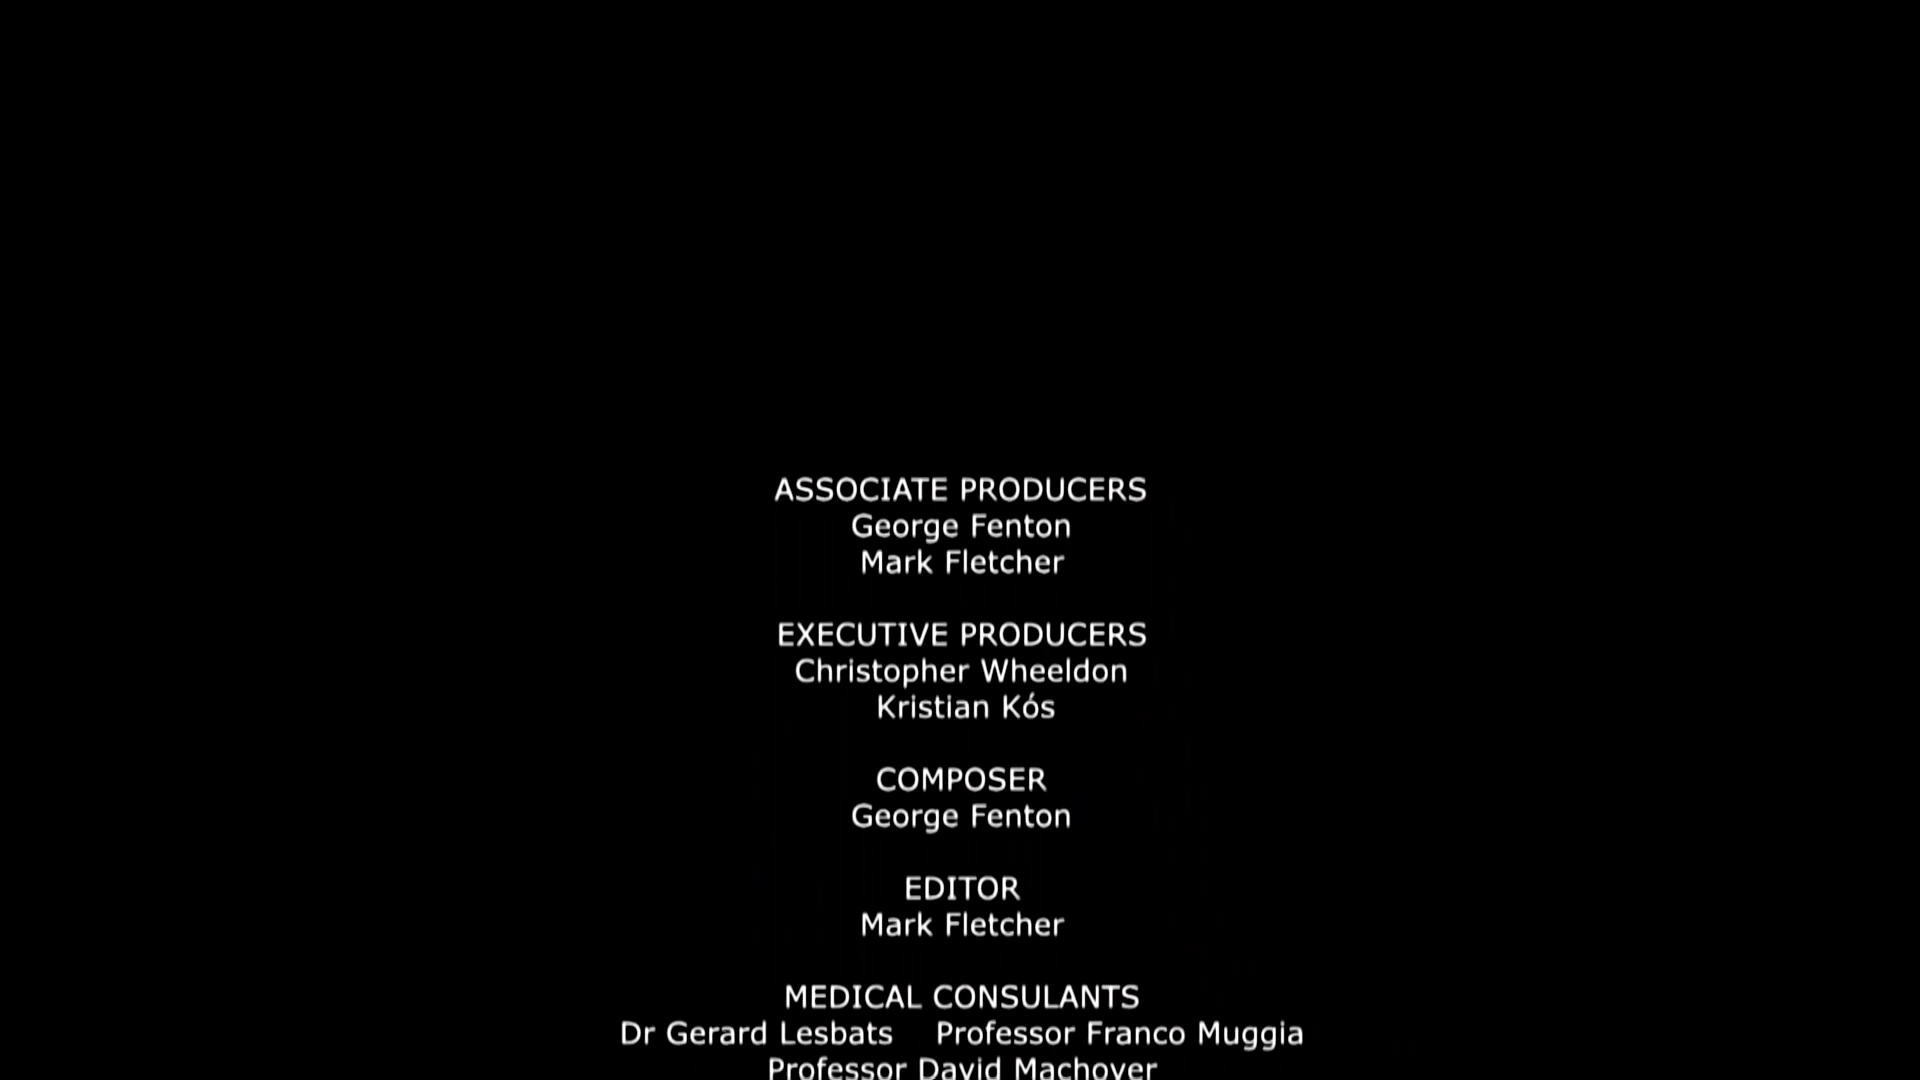 ASSOCIATE PRODUCERS
George Fenton
Mark Fletcher
EXECUTIVE PRODUCERS
Christopher Wheeldon
Kristian Kós
COMPOSER
George Fenton
EDITOR
Mark Fletcher
MEDICAL CONSULANTS
Dr Gerard Lesbats Professor Franco Muggia
Professor David Machover